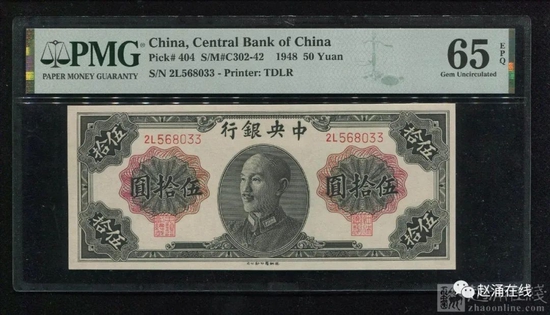 PMG
PAPER MONEY GUARANTY
China, Central Bank of China
Pick# 404 S/M#C302-42 1948 50 Yuan
S/N 2L568033 - Printer: TDLR
65 EPQ
Gem Uncirculated
行銀央中
拾伍
2L568033
2L568033
拾伍
圓拾伍
圓拾伍
拾伍
拾伍
赵涌在线
zhaoonline.com